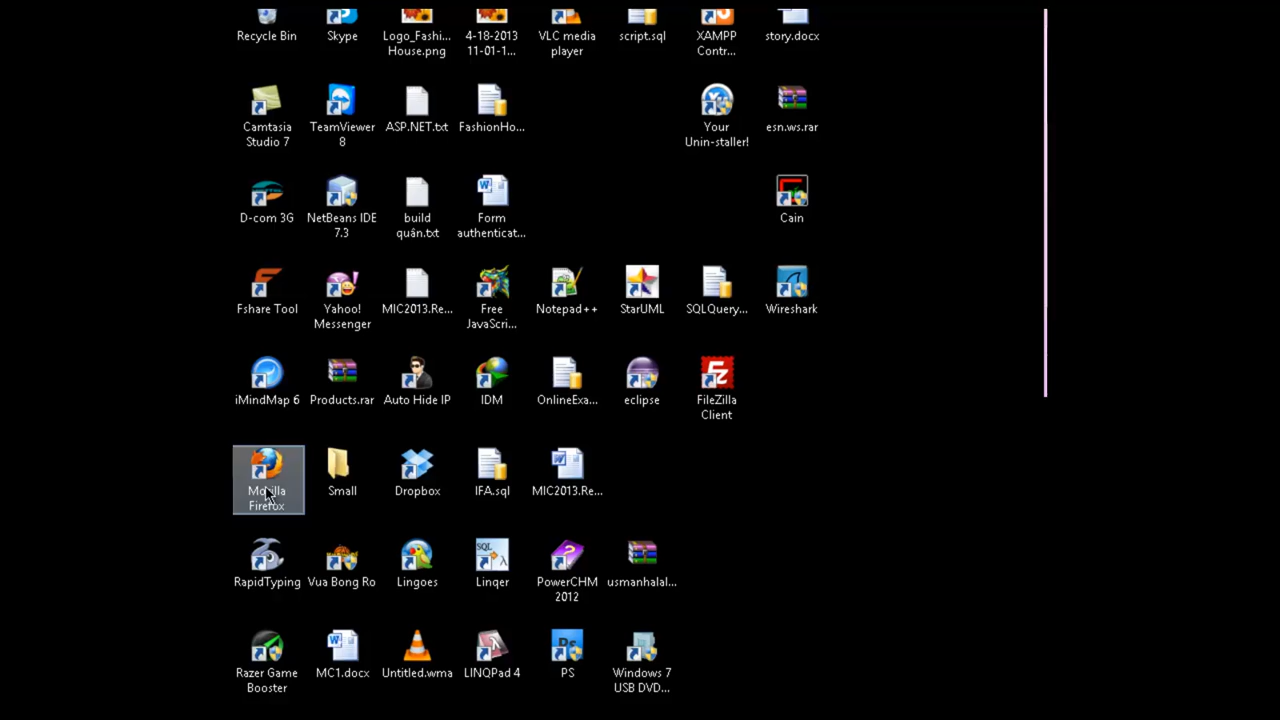 Recycle Bin
Skype
Logo_Fashi...
House.png
4-18-2013
11-01-1...
VLC media
player
script.sql
XAMPP
Contr...
story.docx
Camtasia
Studio 7
TeamViewer
8
ASP.NET.txt
FashionHo...
Your
Unin-staller!
esn.ws.rar
D-com 3G
NetBeans IDE
7.3
build
quân.txt
Form
authenticat...
Cain
Fshare Tool
Yahoo!
Messenger
MIC2013.Re...
Free
JavaScri...
Notepad++
StarUML
SQLQuery...
Wireshark
iMindMap 6
Products.rar
Auto Hide IP
IDM
OnlineExa...
eclipse
FileZilla
Client
Mozilla
Firefox
Small
Dropbox
IFA.sql
MIC2013.Re...
RapidTyping
Vua Bong Ro
Lingoes
SQL
Linqer
PowerCHM
2012
usmanhalal...
Razer Game
Booster
MC1.docx
Untitled.wma
LINQPad 4
PS
Windows 7
USB DVD...